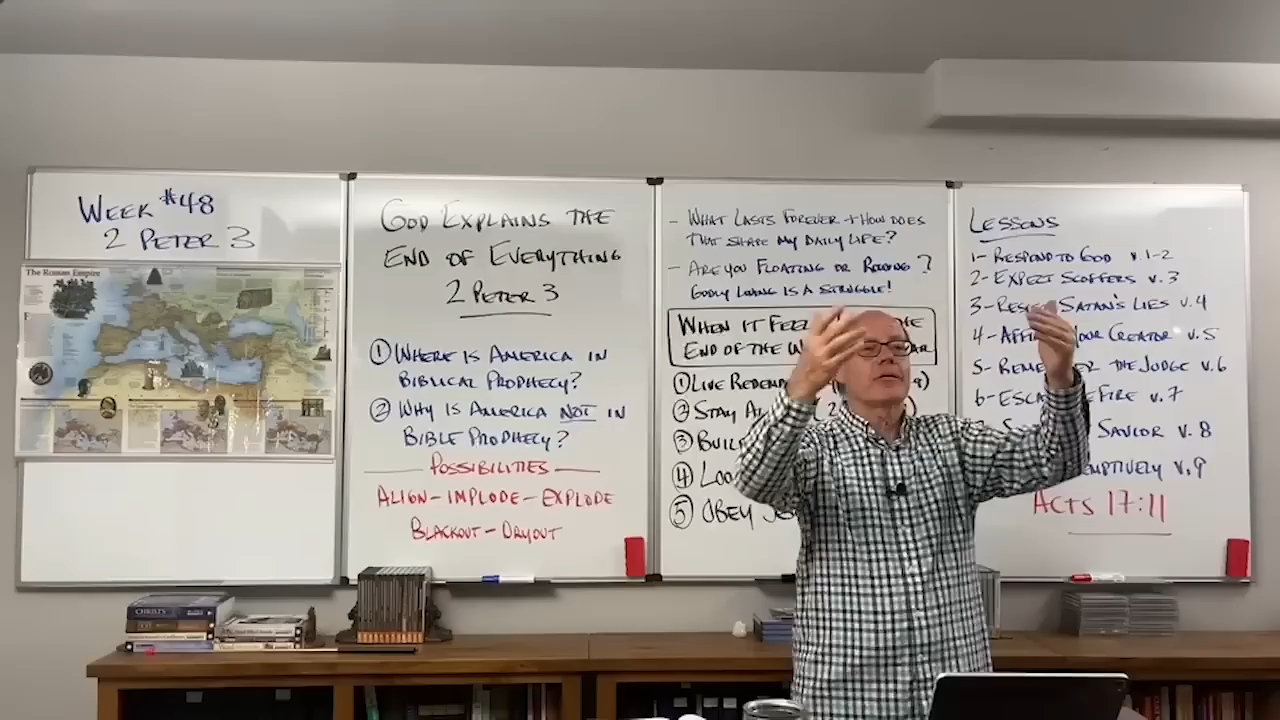 WEEK #48
2 PETER 3
The Roman Empire
GOD EXPLAINS THE
END OF EVERYTHING
2 PETER 3
① WHERE IS AMERICA IN
BIBLICAL PROPHECY?
② WHY IS AMERICA NOT IN
BIBLE PROPHECY?
POSSIBILITIES
ALIGN - IMPLODE - EXPLODE
BLACKOUT - DRYOUT
- WHAT LASTS FOREVER + HOW DOES
THAT SHAPE MY DAILY LIFE?
- ARE YOU FLOATING OR ROWING?
GODLY LIVING IS A STRUGGLE!
WHEN IT
END OF THE
① LIVE
② STAY
③
④
⑤ OBEY
LESSONS
1- RESPOND TO GOD V.1-2
2- EXPECT SCOFFERS V.3
3- SATAN'S LIES V.4
4- YOUR CREATOR V.5
5- THE JUDGE V.6
6- FIRE V.7
SAVIOR V.8
V.9
ACTS 17:11
CHRIST'S